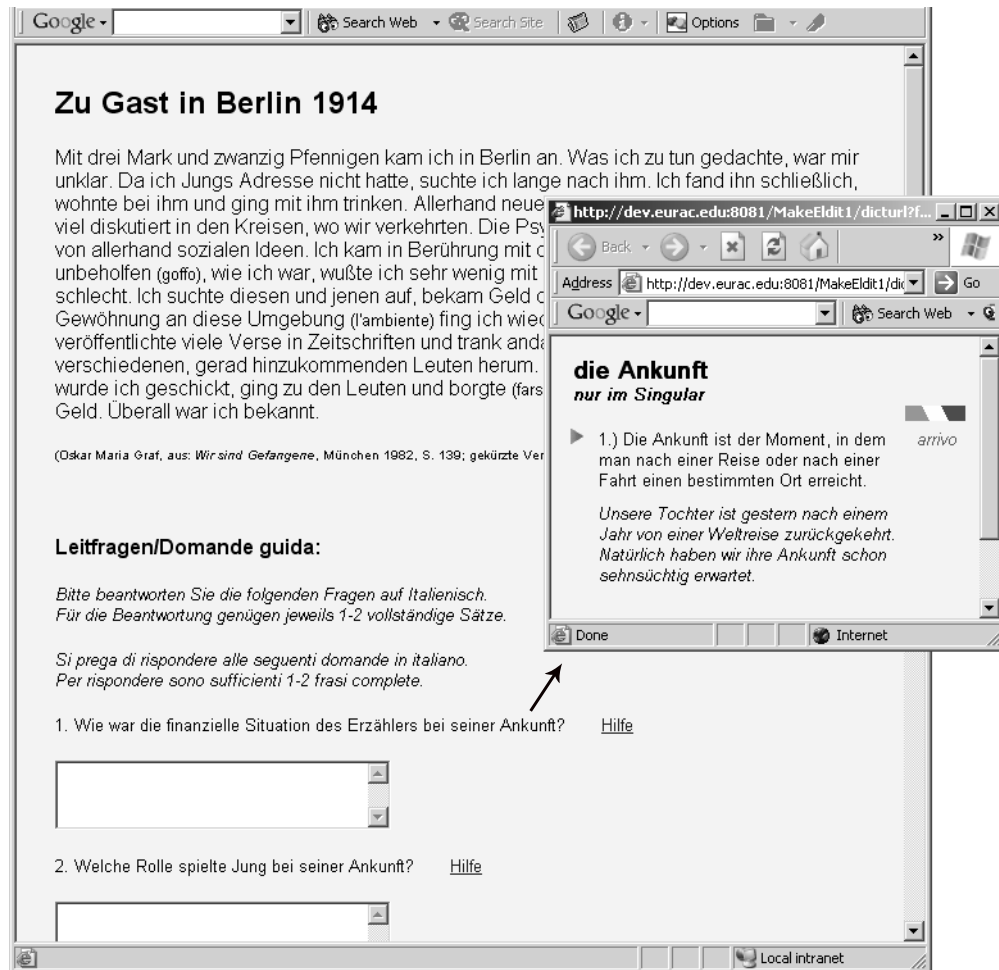 Google
Search Web
Search Site
Options
Zu Gast in Berlin 1914
Mit drei Mark und zwanzig Pfennigen kam ich in Berlin an. Was ich zu tun gedachte, war mir
unklar. Da ich Jungs Adresse nicht hatte, suchte ich lange nach ihm. Ich fand ihn schließlich,
wohnte bei ihm und ging mit ihm trinken. Allerhand neue
viel diskutiert in den Kreisen, wo wir verkehrten. Die Psy
von allerhand sozialen Ideen. Ich kam in Berührung mit
unbeholfen (goffo), wie ich war, wußte ich sehr wenig mit
schlecht. Ich suchte diesen und jenen auf, bekam Geld
Gewöhnung an diese Umgebung (l'ambiente) fing ich wied
veröffentlichte viele Verse in Zeitschriften und trank anda
verschiedenen, gerad hinzukommenden Leuten herum.
wurde ich geschickt, ging zu den Leuten und borgte (fars
Geld. Überall war ich bekannt.
(Oskar Maria Graf, aus: Wir sind Gefangene, München 1982, S. 139; gekürzte Ver
Leitfragen/Domande guida:
Bitte beantworten Sie die folgenden Fragen auf Italienisch.
Für die Beantwortung genügen jeweils 1-2 vollständige Sätze.
Si prega di rispondere alle seguenti domande in italiano.
Per rispondere sono sufficienti 1-2 frasi complete.
1. Wie war die finanzielle Situation des Erzählers bei seiner Ankunft? Hilfe
2. Welche Rolle spielte Jung bei seiner Ankunft? Hilfe
Local intranet
http://dev.eurac.edu:8081/MakeEldit1/dicturl?f...
Back
»
Address http://dev.eurac.edu:8081/MakeEldit1/dic Go
Google Search Web
die Ankunft
nur im Singular
1.) Die Ankunft ist der Moment, in dem arrivo
man nach einer Reise oder nach einer
Fahrt einen bestimmten Ort erreicht.
Unsere Tochter ist gestern nach einem
Jahr von einer Weltreise zurückgekehrt.
Natürlich haben wir ihre Ankunft schon
sehnsüchtig erwartet.
Done Internet